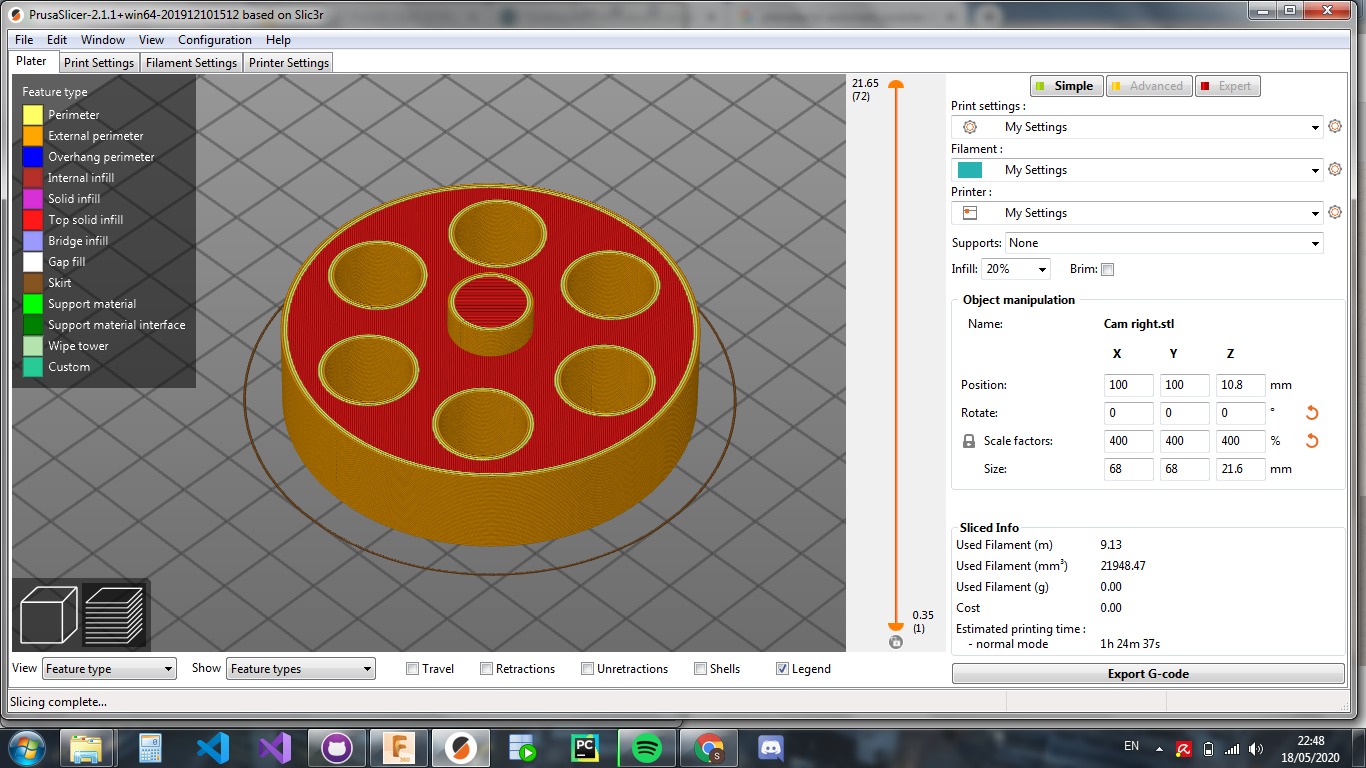 PrusaSlicer-2.1.1+win64-201912101512 based on Slic3r
File Edit Window View Configuration Help
Plater Print Settings Filament Settings Printer Settings
Feature type
Perimeter
External perimeter
Overhang perimeter
Internal infill
Solid infill
Top solid infill
Bridge infill
Gap fill
Skirt
Support material
Support material interface
Wipe tower
Custom
21.65
(72)
0.35
(1)
Simple Advanced Expert
Print settings :
My Settings
Filament :
My Settings
Printer :
My Settings
Supports: None
Infill: 20% Brim:
Object manipulation
Name: Cam right.stl
X Y Z
Position: 100 100 10.8 mm
Rotate: 0 0 0 °
Scale factors: 400 400 400 %
Size: 68 68 21.6 mm
Sliced Info
Used Filament (m) 9.13
Used Filament (mm³) 21948.47
Used Filament (g) 0.00
Cost 0.00
Estimated printing time :
- normal mode 1h 24m 37s
Export G-code
View Feature type Show Feature types Travel Retractions Unretractions Shells Legend
Slicing complete...
F
360
PC
S
EN
22:48
18/05/2020